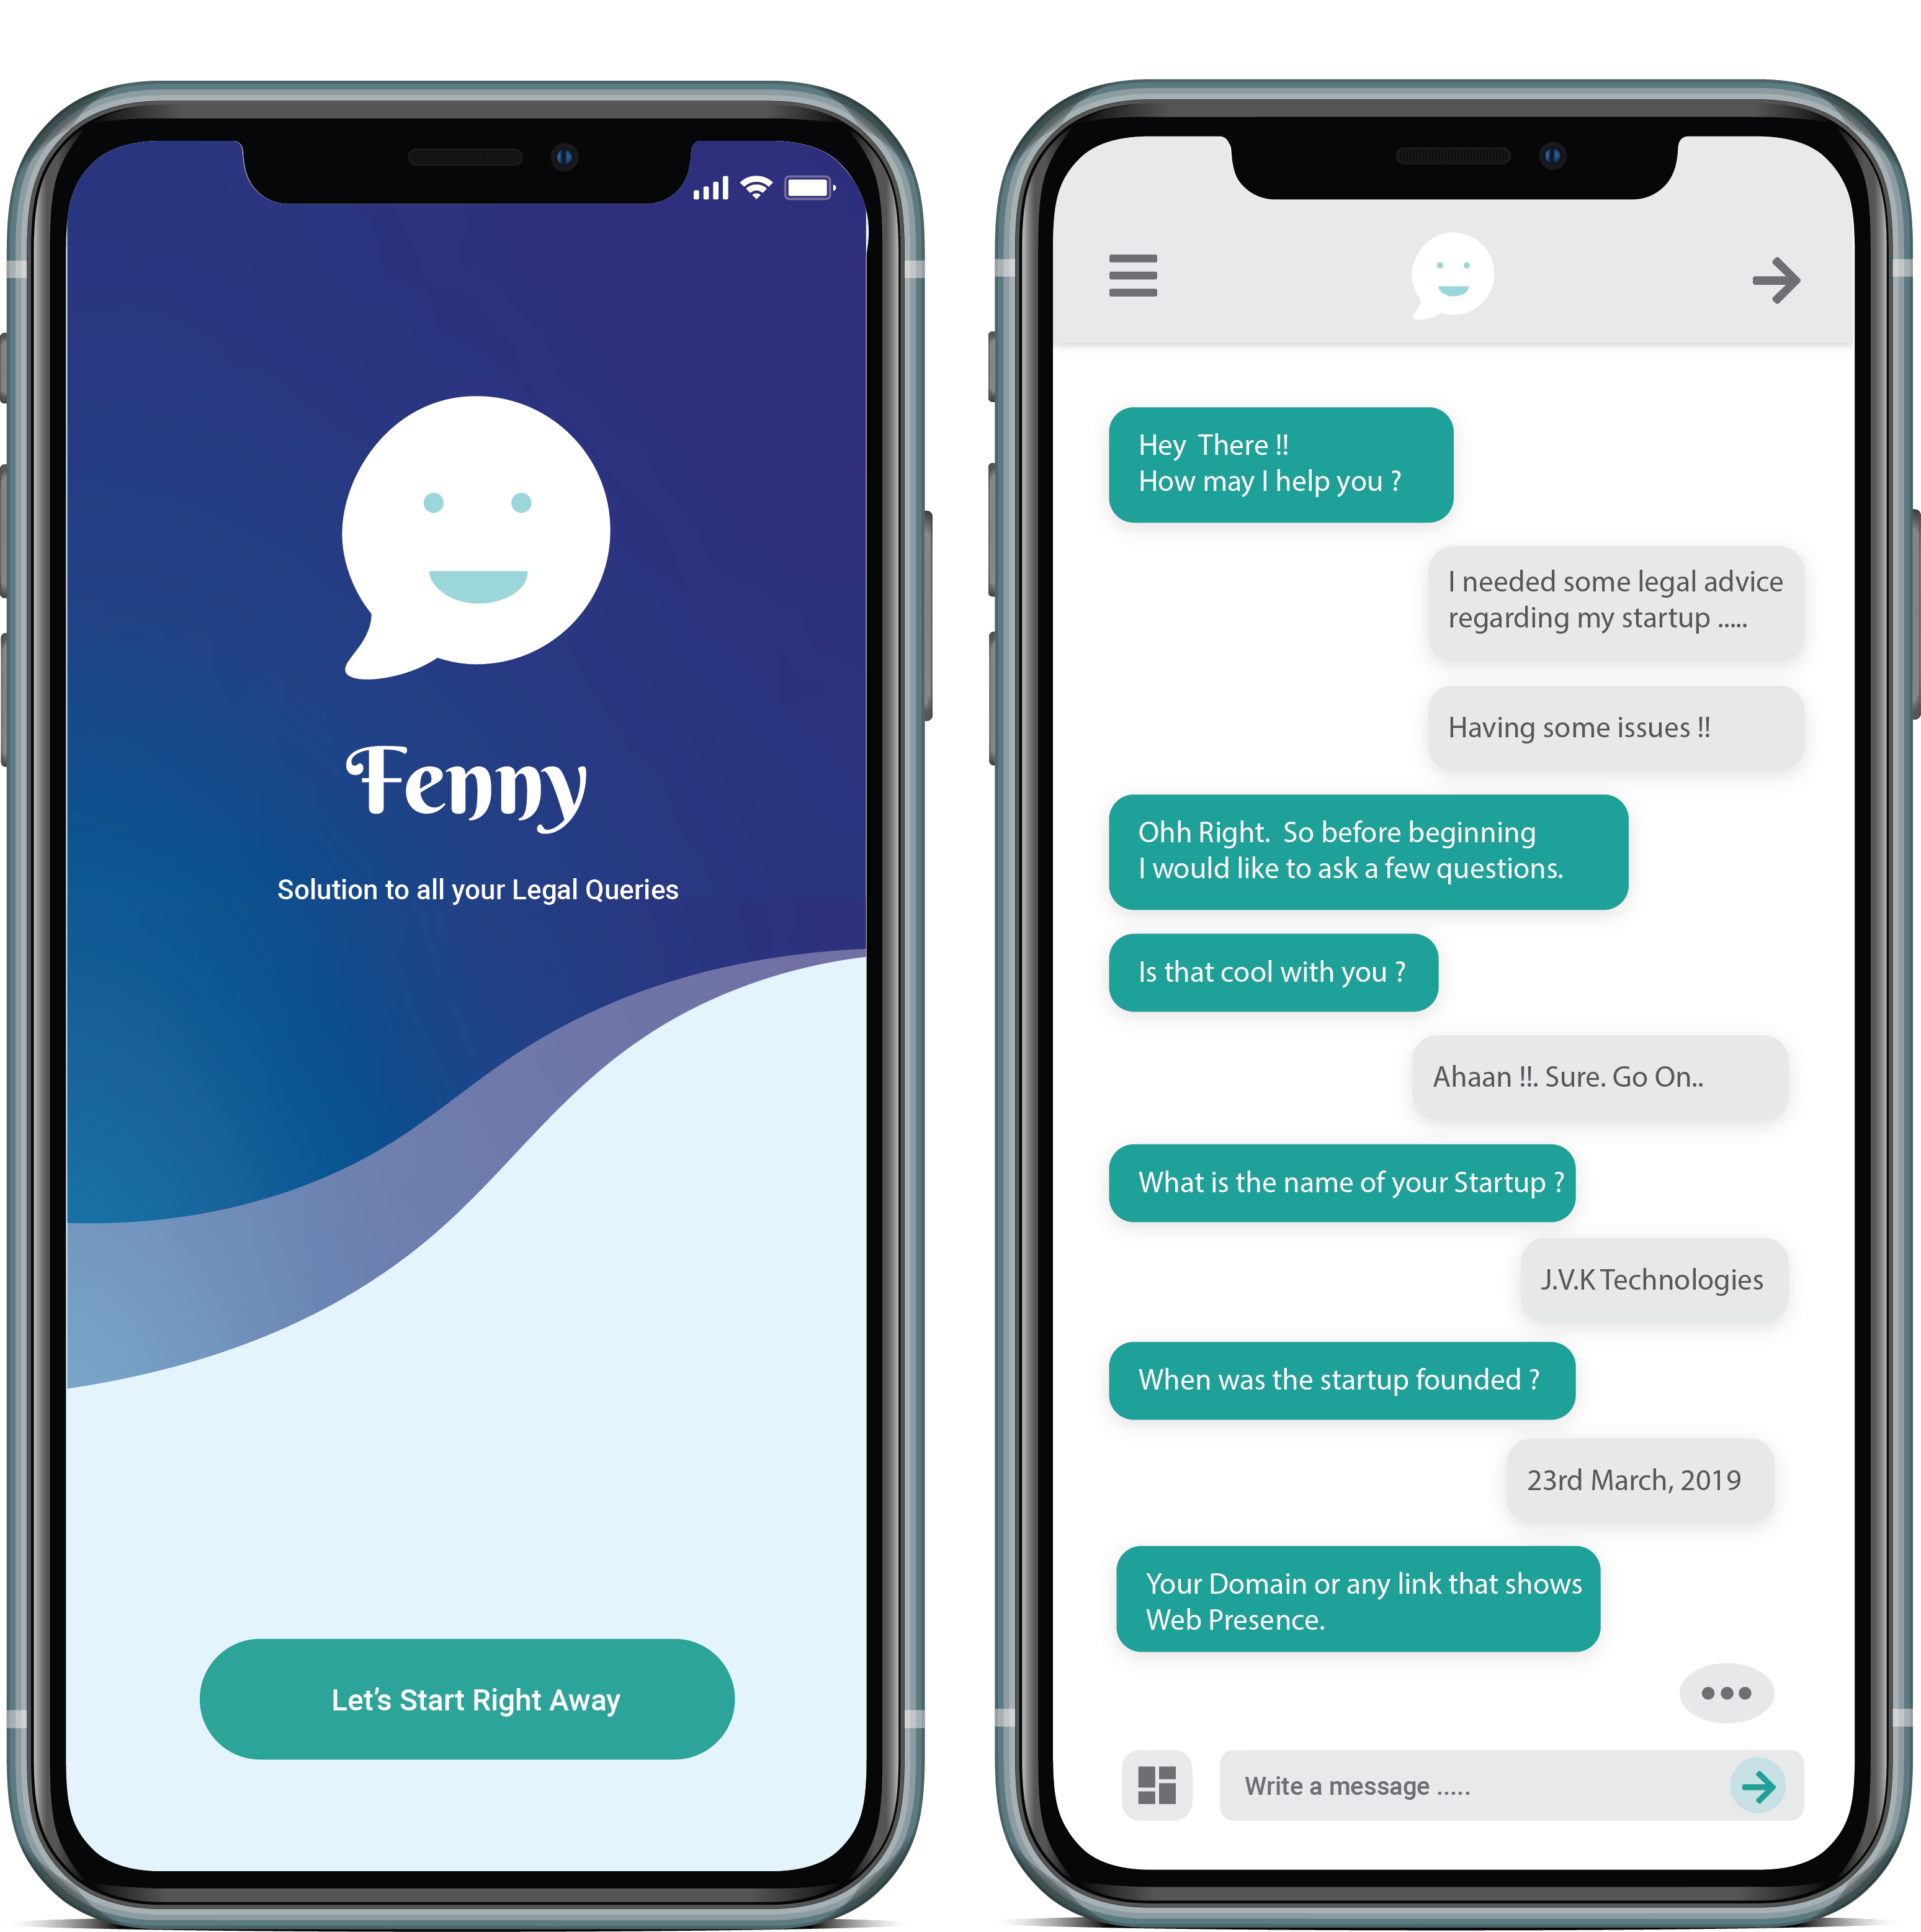 Fenny
Solution to all your Legal Queries
Let's Start Right Away
Hey There !!
How may I help you ?
I needed some legal advice
regarding my startup .....
Having some issues !!
Ohh Right. So before beginning
I would like to ask a few questions.
Is that cool with you ?
Ahaan !!. Sure. Go On..
What is the name of your Startup ?
J.V.K Technologies
When was the startup founded ?
23rd March, 2019
Your Domain or any link that shows
Web Presence.
Write a message .....